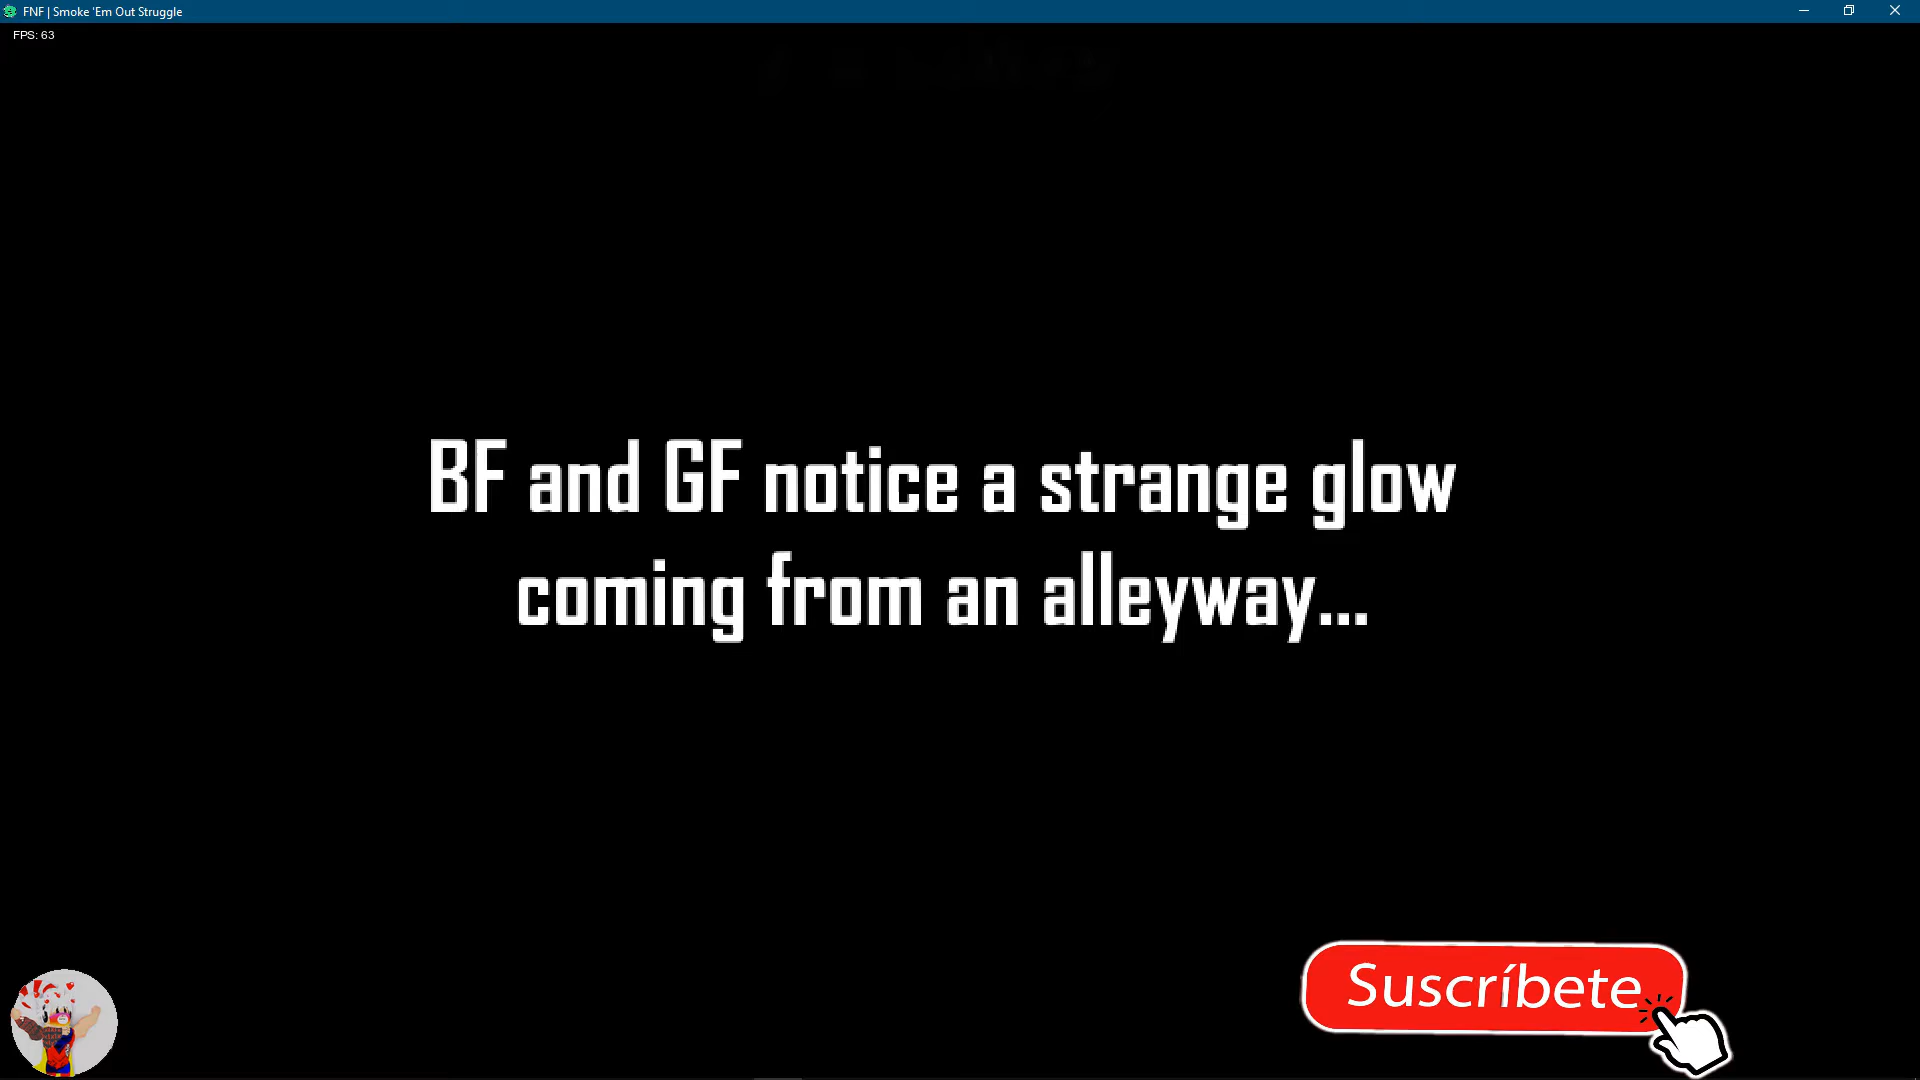 FNF | Smoke 'Em Out Struggle
FPS: 63
BF and GF notice a strange glow
coming from an alleyway...
Suscríbete